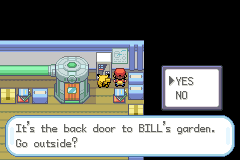 YES
NO
It's the back door to BILL's garden.
Go outside?